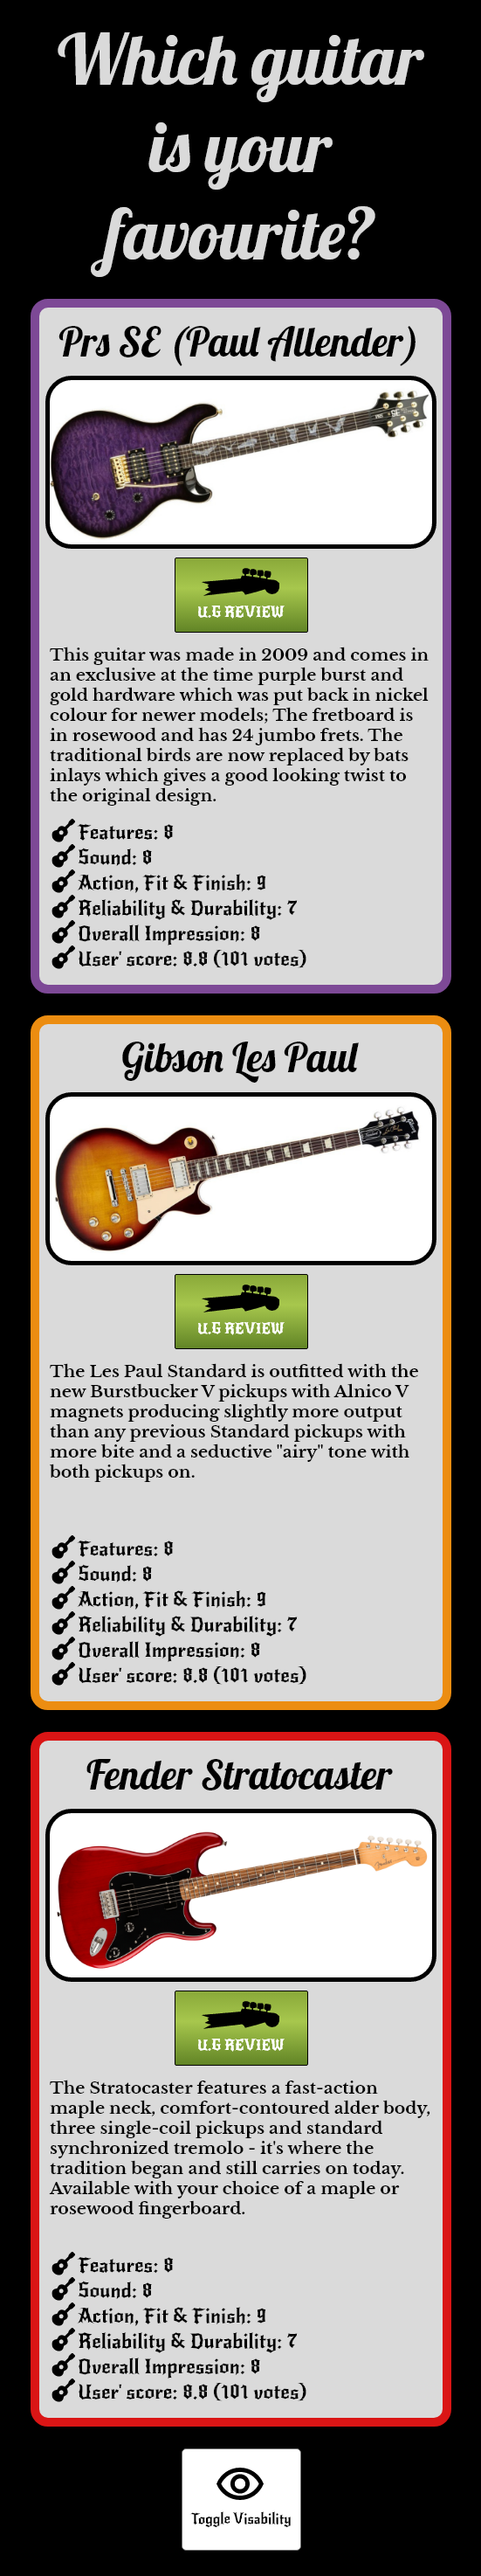 Which guitar
is your
favourite?
Prs SE (Paul Allender)
U.G REVIEW
This guitar was made in 2009 and comes in
an exclusive at the time purple burst and
gold hardware which was put back in nickel
colour for newer models; The fretboard is
in rosewood and has 24 jumbo frets. The
traditional birds are now replaced by bats
inlays which gives a good looking twist to
the original design.
Features: 8
Sound: 8
Action, Fit & Finish: 9
Reliability & Durability: 7
Overall Impression: 8
User' score: 8.8 (101 votes)
Gibson Les Paul
U.G REVIEW
The Les Paul Standard is outfitted with the
new Burstbucker V pickups with Alnico V
magnets producing slightly more output
than any previous Standard pickups with
more bite and a seductive "airy" tone with
both pickups on.
Features: 8
Sound: 8
Action, Fit & Finish: 9
Reliability & Durability: 7
Overall Impression: 8
User' score: 8.8 (101 votes)
Fender Stratocaster
U.G REVIEW
The Stratocaster features a fast-action
maple neck, comfort-contoured alder body,
three single-coil pickups and standard
synchronized tremolo - it's where the
tradition began and still carries on today.
Available with your choice of a maple or
rosewood fingerboard.
Features: 8
Sound: 8
Action, Fit & Finish: 9
Reliability & Durability: 7
Overall Impression: 8
User' score: 8.8 (101 votes)
Toggle Visability